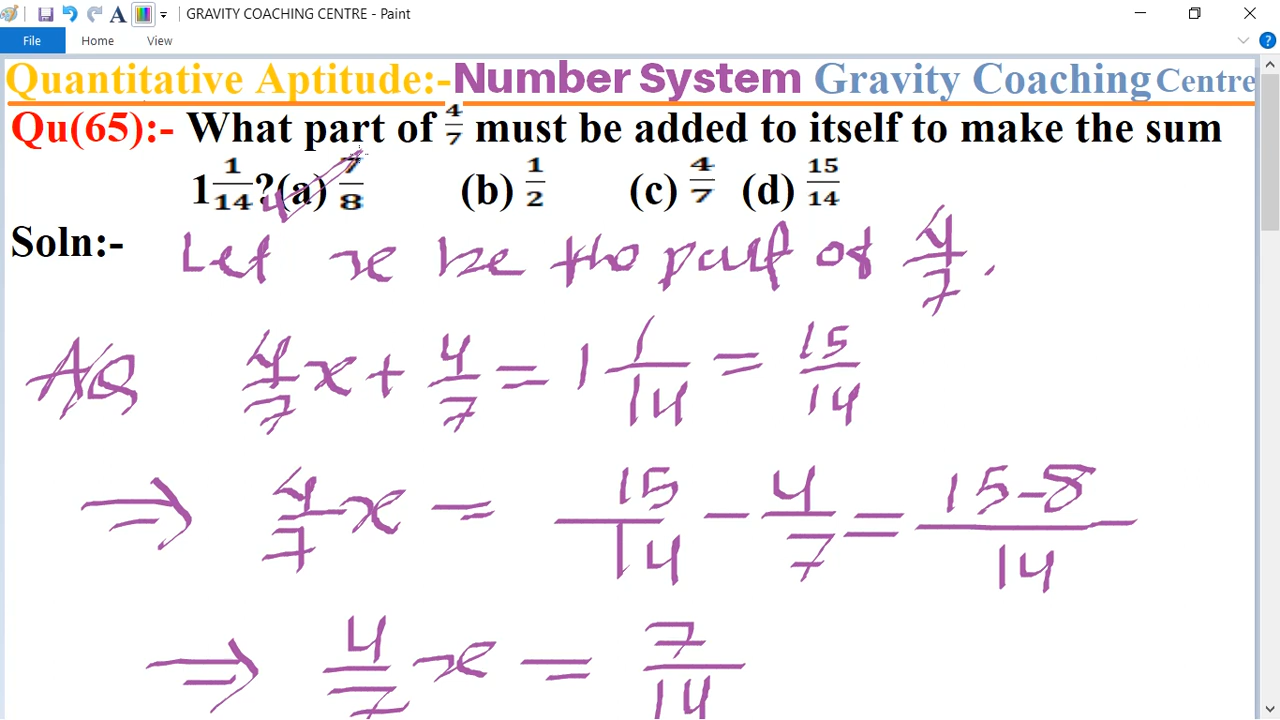 GRAVITY COACHING CENTRE - Paint
File Home View
Quantitative Aptitude:-Number System Gravity Coaching Centre
Qu(65):- What part of 4/7 must be added to itself to make the sum
1 1/14 ?(a) 7/8 (b) 1/2 (c) 4/7 (d) 15/14
Soln:- Let x be the part of 4/7 .
A/Q 4/7 x + 4/7 = 1 1/14 = 15/14
⇒ 4/7 x = 15/14 - 4/7 = 15-8/14
⇒ 4/7 x = 7/14